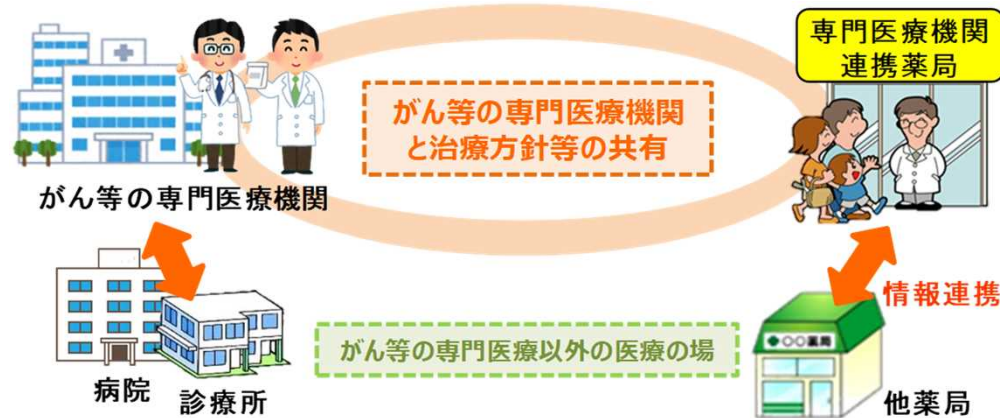 専門医療機関
連携薬局
がん等の専門医療機関
と治療方針等の共有
がん等の専門医療機関
情報連携
○○薬局
がん等の専門医療以外の医療の場
病院
診療所
他薬局